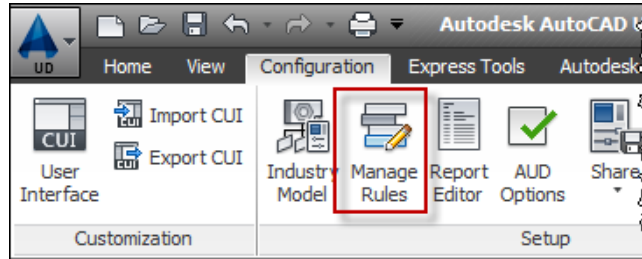 Autodesk AutoCAD U
UD
Home View Configuration Express Tools Autodesk
CUI
User
Interface
Import CUI
Export CUI
Industry
Model
Manage
Rules
Report
Editor
AUD
Options
Share
Customization
Setup